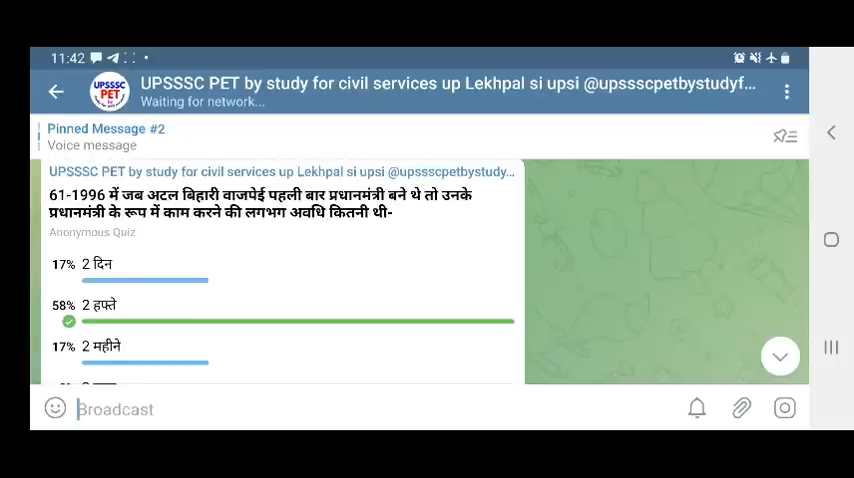 11:42
UPSSSC PET by study for civil services up Lekhpal si upsi @upssscpetbystudyf...
Waiting for network...
UPSSSC
PET
by
Pinned Message #2
Voice message
UPSSSC PET by study for civil services up Lekhpal si upsi @upssscpetbystudy...
61-1996 में जब अटल बिहारी वाजपेई पहली बार प्रधानमंत्री बने थे तो उनके
प्रधानमंत्री के रूप में काम करने की लगभग अवधि कितनी थी-
Anonymous Quiz
17% 2 दिन
58% 2 हफ्ते
17% 2 महीने
Broadcast